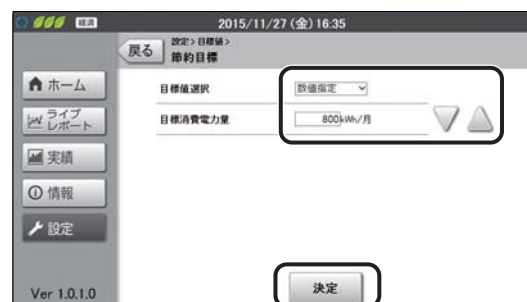 経済
2015/11/27(金)16:35
戻る
設定>目標値>
節約目標
ホーム
ライブ
レポート
実績
情報
設定
Ver 1.0.1.0
目標値選択
数値指定
目標消費電力量
800kWh/月
決定